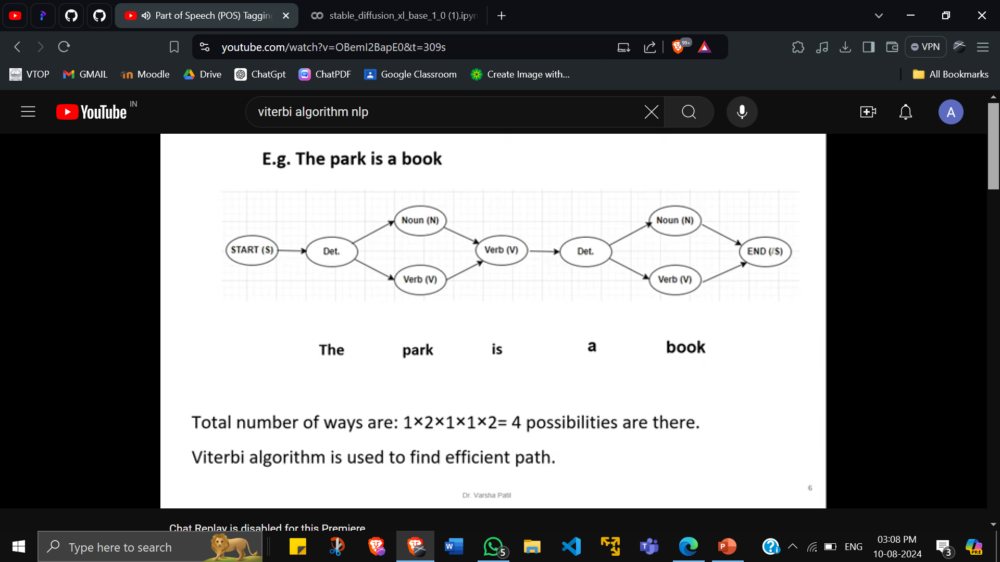 Part of Speech (POS) Tagging
stable_diffusion_xl_base_1_0 (1).ipyn
youtube.com/watch?v=OBemI2BapE0&t=309s
99+
VPN
VTOP
GMAIL
Moodle
Drive
ChatGpt
ChatPDF
Google Classroom
Create Image with...
All Bookmarks
YouTube IN
viterbi algorithm nlp
A
E.g. The park is a book
Noun (N) Noun (N)
START (S) Det. Verb (V) Det. END (/S)
Verb (V) Verb (V)
The park is a book
Total number of ways are: 1×2×1×1×2= 4 possibilities are there.
Viterbi algorithm is used to find efficient path.
6
Dr. Varsha Patil
Chat Replay is disabled for this Premiere
Type here to search
5
ENG
03:08 PM
10-08-2024
3
PRE